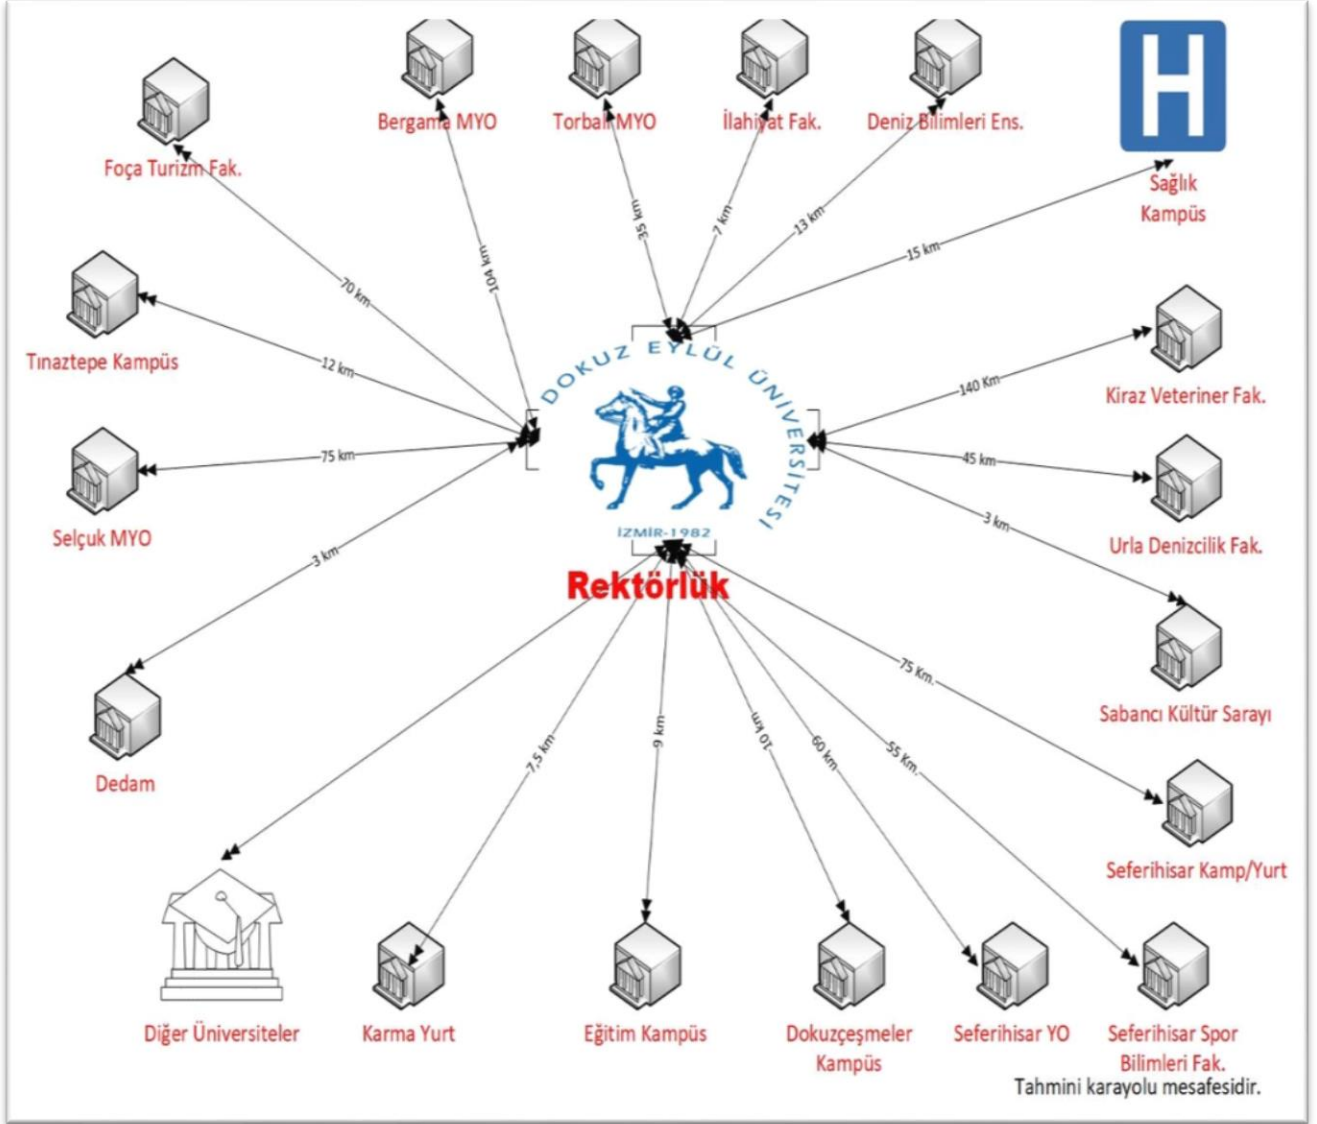 Bergama MYO
Torbalı MYO
İlahiyat Fak.
Deniz Bilimleri Ens.
Foça Turizm Fak.
Sağlık
Kampüs
35 km
7 km
13 km
15 km
104 km
70 km
Tınaztepe Kampüs
12 km
DOKUZ EYLÜL ÜNİVERSİTESİ
140 Km
Kiraz Veteriner Fak.
75 km
45 km
Selçuk MYO
3 km
Urla Denizcilik Fak.
İZMİR-1982
3 km
Rektörlük
75 Km.
Sabancı Kültür Sarayı
7,5 km
9 km
10 km
60 km
55 Km.
Dedam
Seferihisar Kamp/Yurt
Diğer Üniversiteler
Karma Yurt
Eğitim Kampüs
Dokuzçeşmeler
Kampüs
Seferihisar YO
Seferihisar Spor
Bilimleri Fak.
Tahmini karayolu mesafesidir.
H